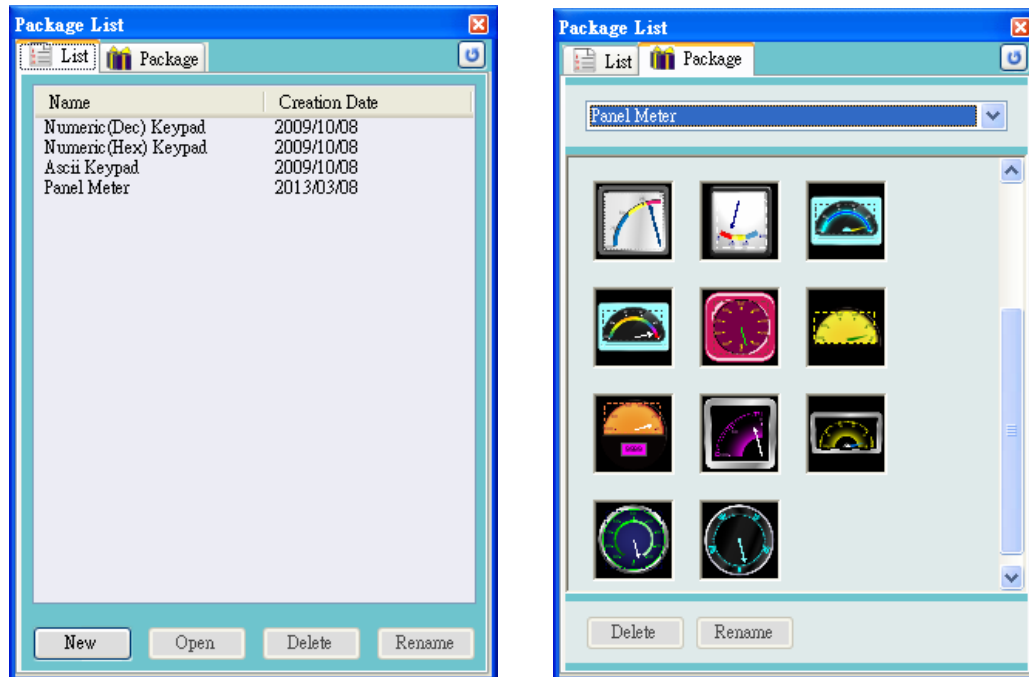 Package List
List Package
Name Creation Date
Numeric(Dec) Keypad 2009/10/08
Numeric(Hex) Keypad 2009/10/08
Ascii Keypad 2009/10/08
Panel Meter 2013/03/08
New Open Delete Rename
Package List
List Package
Panel Meter
Delete Rename